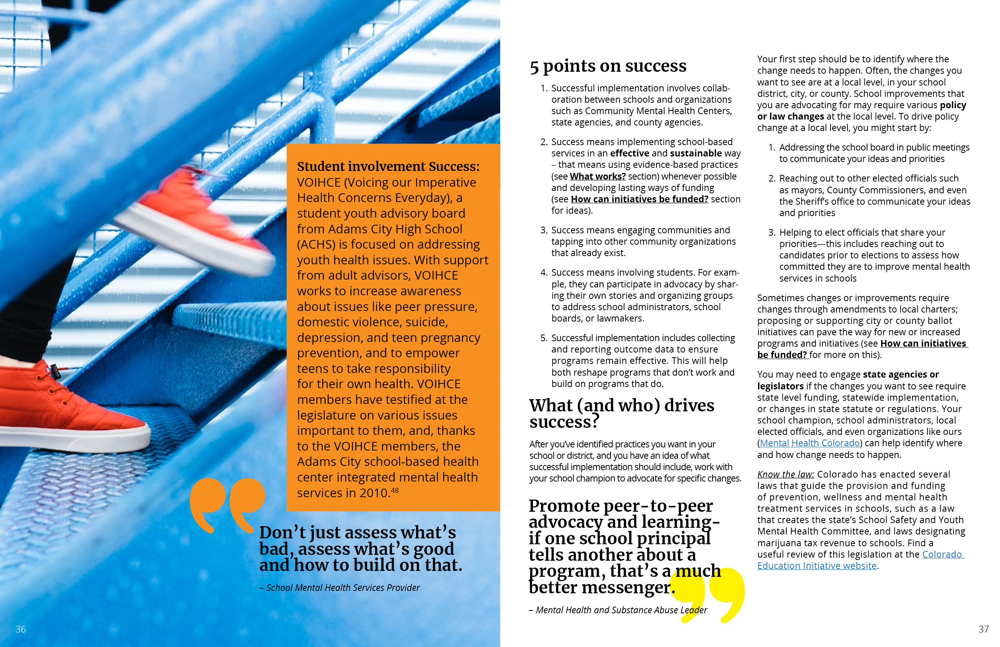 Student involvement Success:
VOIHCE (Voicing our Imperative
Health Concerns Everyday), a
student youth advisory board
from Adams City High School
(ACHS) is focused on addressing
youth health issues. With support
from adult advisors, VOIHCE
works to increase awareness
about issues like peer pressure,
domestic violence, suicide,
depression, and teen pregnancy
prevention, and to empower
teens to take responsibility
for their own health. VOIHCE
members have testified at the
legislature on various issues
important to them, and, thanks
to the VOIHCE members, the
Adams City school-based health
center integrated mental health
services in 2010.48
Don’t just assess what’s
bad, assess what’s good
and how to build on that.
– School Mental Health Services Provider
36
5 points on success
1. Successful implementation involves collab-
oration between schools and organizations
such as Community Mental Health Centers,
state agencies, and county agencies.
2. Success means implementing school-based
services in an effective and sustainable way
– that means using evidence-based practices
(see What works? section) whenever possible
and developing lasting ways of funding
(see How can initiatives be funded? section
for ideas).
3. Success means engaging communities and
tapping into other community organizations
that already exist.
4. Success means involving students. For exam-
ple, they can participate in advocacy by shar-
ing their own stories and organizing groups
to address school administrators, school
boards, or lawmakers.
5. Successful implementation includes collecting
and reporting outcome data to ensure
programs remain effective. This will help
both reshape programs that don’t work and
build on programs that do.
What (and who) drives
success?
After you’ve identified practices you want in your
school or district, and you have an idea of what
successful implementation should include, work with
your school champion to advocate for specific changes.
Promote peer-to-peer
advocacy and learning-
if one school principal
tells another about a
program, that’s a much
better messenger.
– Mental Health and Substance Abuse Leader
Your first step should be to identify where the
change needs to happen. Often, the changes you
want to see are at a local level, in your school
district, city, or county. School improvements that
you are advocating for may require various policy
or law changes at the local level. To drive policy
change at a local level, you might start by:
1. Addressing the school board in public meetings
to communicate your ideas and priorities
2. Reaching out to other elected officials such
as mayors, County Commissioners, and even
the Sheriff’s office to communicate your ideas
and priorities
3. Helping to elect officials that share your
priorities—this includes reaching out to
candidates prior to elections to assess how
committed they are to improve mental health
services in schools
Sometimes changes or improvements require
changes through amendments to local charters;
proposing or supporting city or county ballot
initiatives can pave the way for new or increased
programs and initiatives (see How can initiatives
be funded? for more on this).
You may need to engage state agencies or
legislators if the changes you want to see require
state level funding, statewide implementation,
or changes in state statute or regulations. Your
school champion, school administrators, local
elected officials, and even organizations like ours
(Mental Health Colorado) can help identify where
and how change needs to happen.
Know the law: Colorado has enacted several
laws that guide the provision and funding
of prevention, wellness and mental health
treatment services in schools, such as a law
that creates the state’s School Safety and Youth
Mental Health Committee, and laws designating
marijuana tax revenue to schools. Find a
useful review of this legislation at the Colorado
Education Initiative website.
37